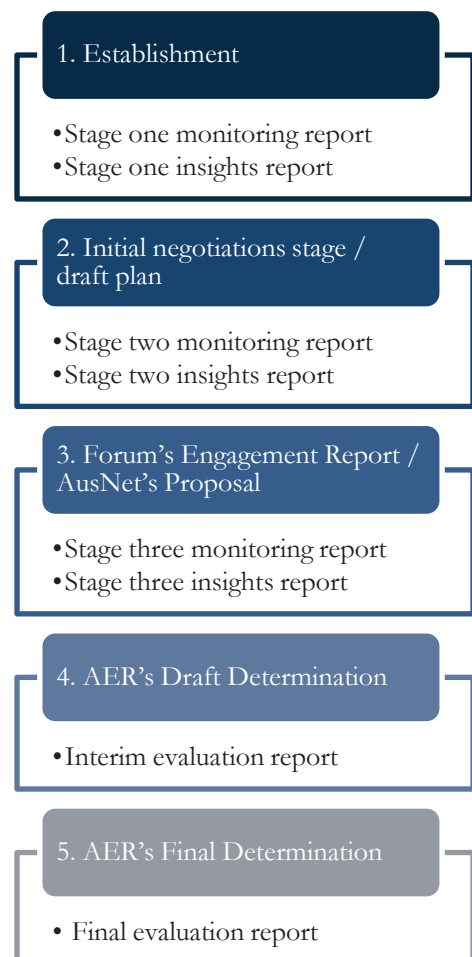 1. Establishment
•Stage one monitoring report
•Stage one insights report
2. Initial negotiations stage /
draft plan
•Stage two monitoring report
•Stage two insights report
3. Forum’s Engagement Report /
AusNet’s Proposal
•Stage three monitoring report
•Stage three insights report
4. AER’s Draft Determination
•Interim evaluation report
5. AER’s Final Determination
• Final evaluation report